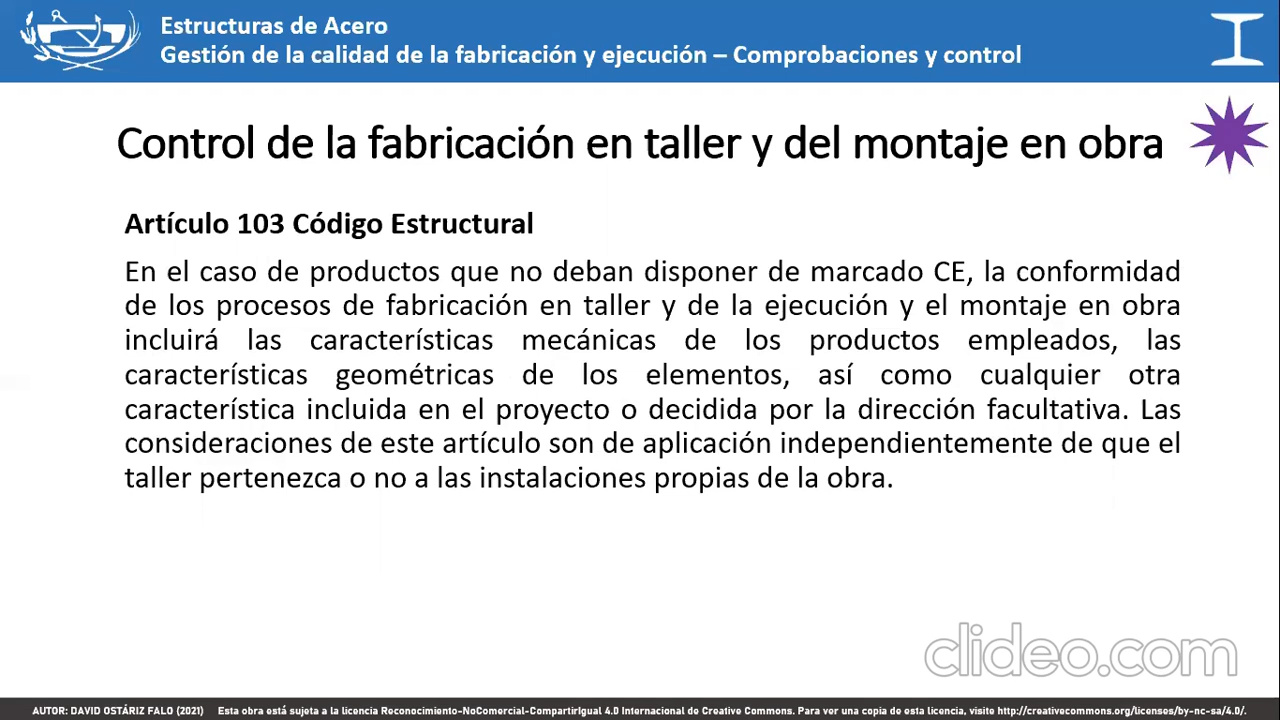 Estructuras de Acero
Gestión de la calidad de la fabricación y ejecución – Comprobaciones y control
Control de la fabricación en taller y del montaje en obra
Artículo 103 Código Estructural
En el caso de productos que no deban disponer de marcado CE, la conformidad
de los procesos de fabricación en taller y de la ejecución y el montaje en obra
incluirá las características mecánicas de los productos empleados, las
características geométricas de los elementos, así como cualquier otra
característica incluida en el proyecto o decidida por la dirección facultativa. Las
consideraciones de este artículo son de aplicación independientemente de que el
taller pertenezca o no a las instalaciones propias de la obra.
clideo.com
AUTOR: DAVID OSTÁRIZ FALO (2021) Esta obra está sujeta a la licencia Reconocimiento-NoComercial-CompartirIgual 4.0 Internacional de Creative Commons. Para ver una copia de esta licencia, visite http://creativecommons.org/licenses/by-nc-sa/4.0/.